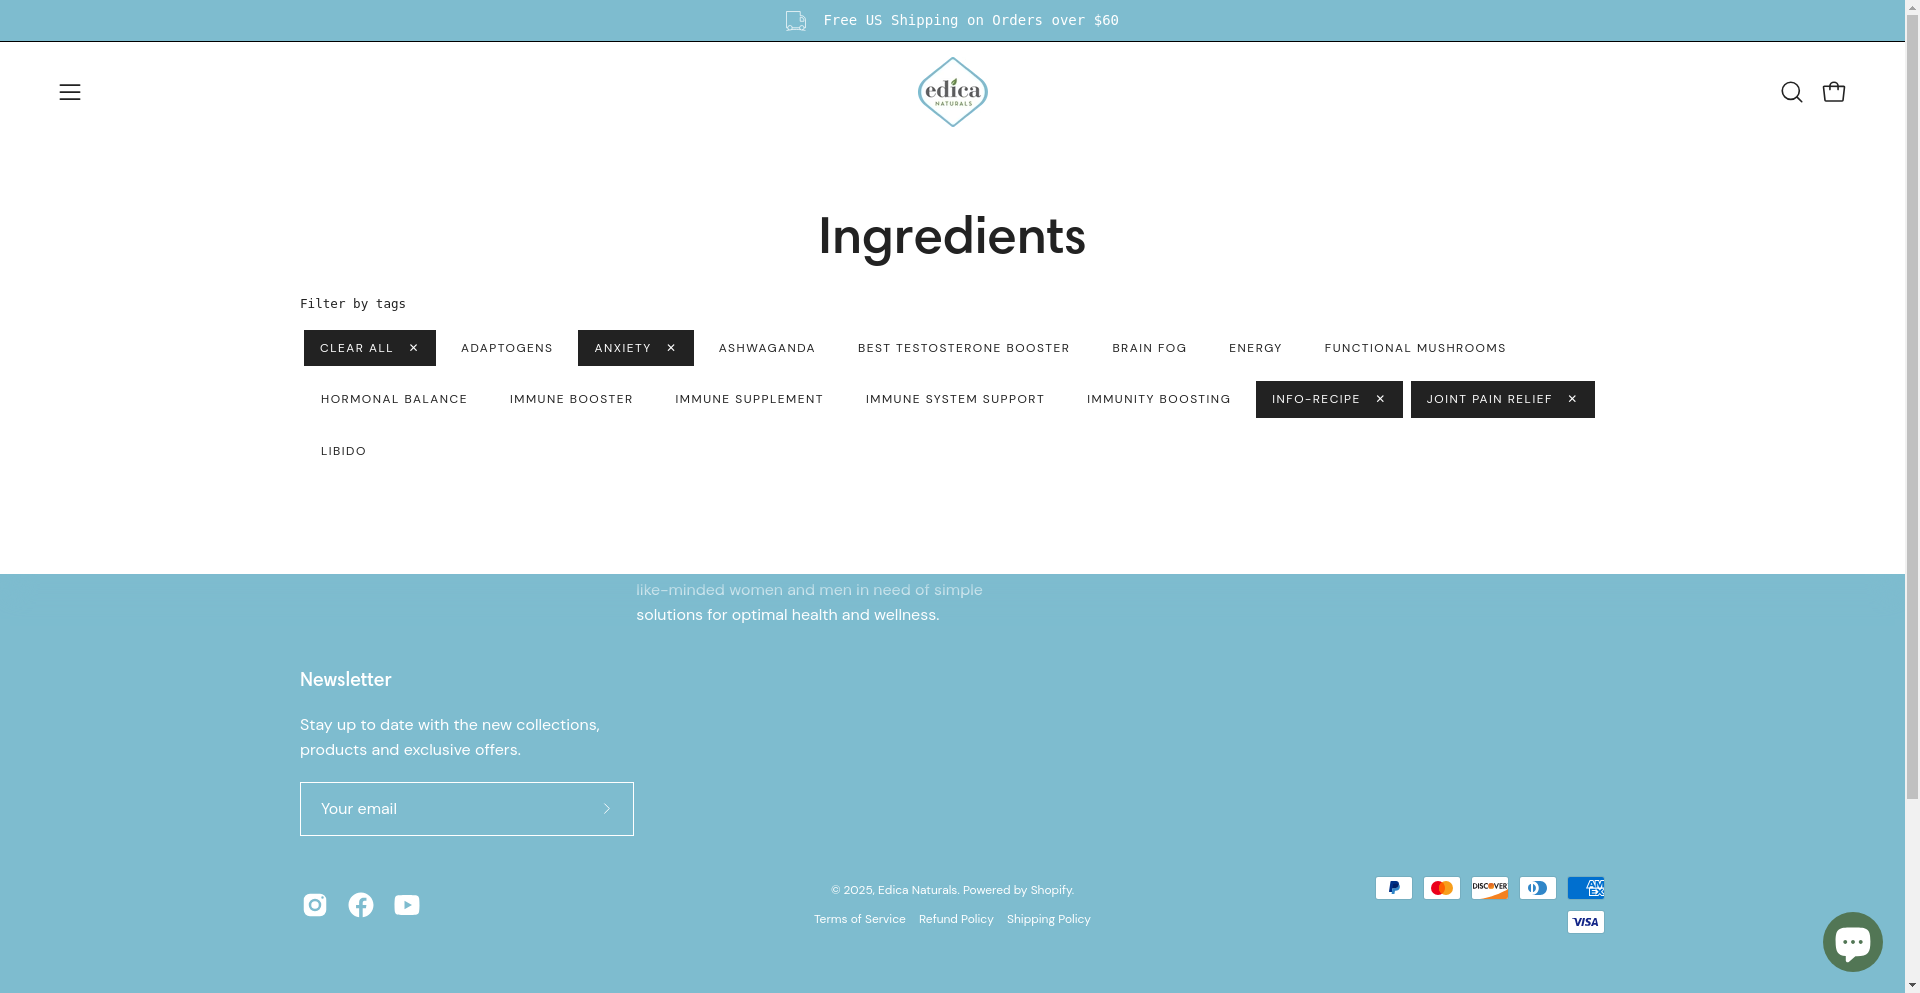 Free US Shipping on Orders over $60
edica
NATURALS
Ingredients
Filter by tags
CLEAR ALL ✕ ADAPTOGENS ANXIETY ✕ ASHWAGANDA BEST TESTOSTERONE BOOSTER BRAIN FOG ENERGY FUNCTIONAL MUSHROOMS
HORMONAL BALANCE IMMUNE BOOSTER IMMUNE SUPPLEMENT IMMUNE SYSTEM SUPPORT IMMUNITY BOOSTING INFO-RECIPE ✕ JOINT PAIN RELIEF ✕
LIBIDO
like-minded women and men in need of simple
solutions for optimal health and wellness.
Newsletter
Stay up to date with the new collections,
products and exclusive offers.
Your email
© 2025, Edica Naturals. Powered by Shopify.
Terms of Service Refund Policy Shipping Policy
DISCOVER
AM
EX
VISA